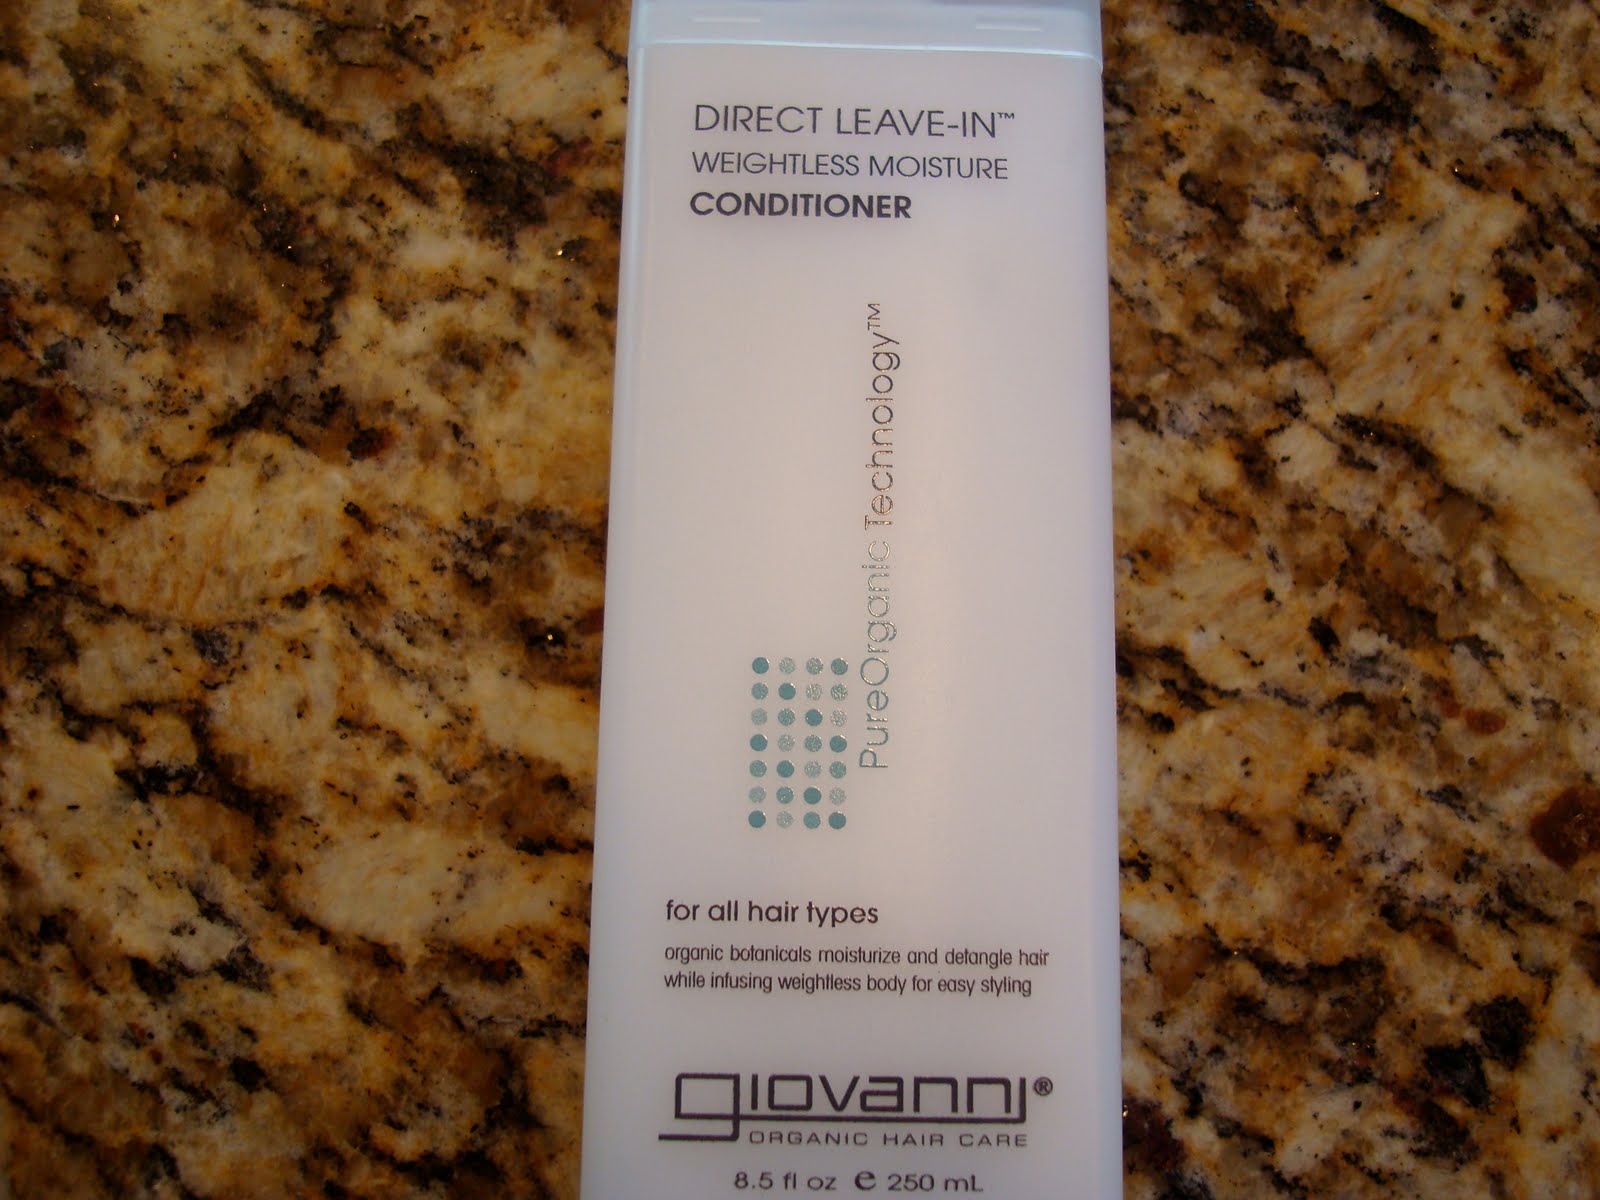 DIRECT LEAVE-IN™
WEIGHTLESS MOISTURE
CONDITIONER
PureOrganic Technology™
for all hair types
organic botanicals moisturize and detangle hair
while infusing weightless body for easy styling
giovanni®
ORGANIC HAIR CARE
8.5 fl oz ℮ 250 mL